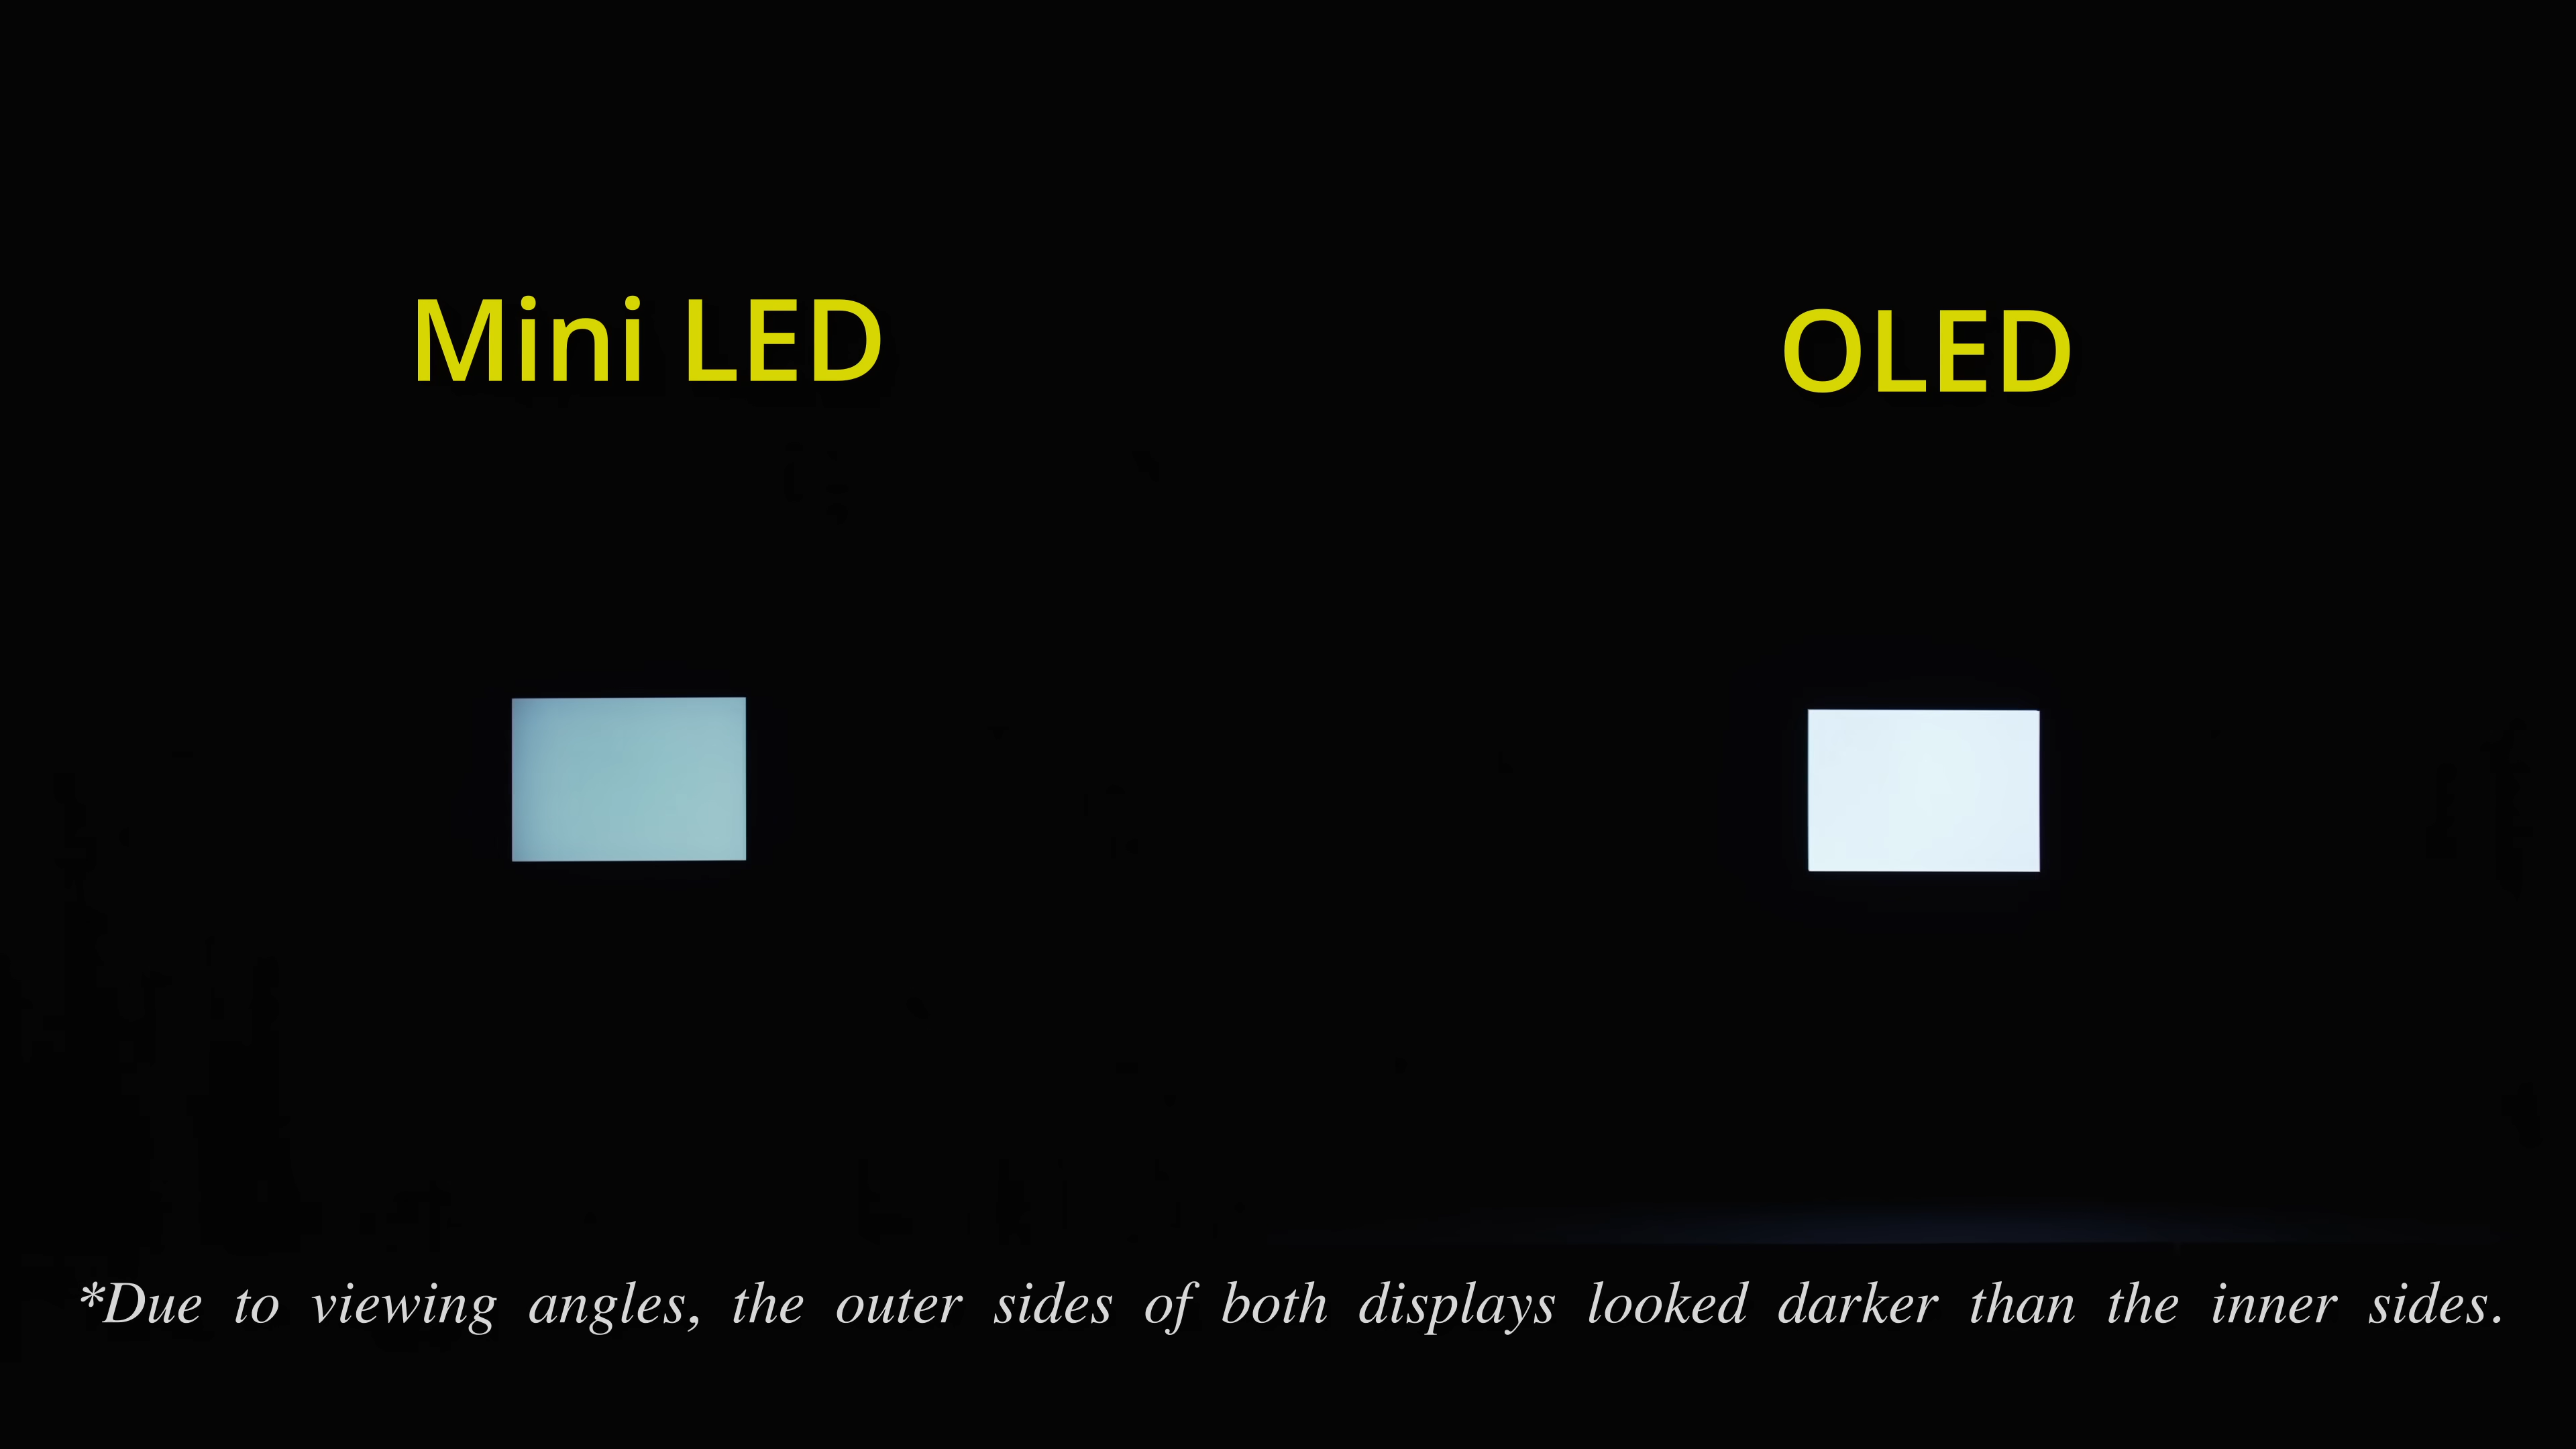 Mini LED
OLED
*Due to viewing angles, the outer sides of both displays looked darker than the inner sides.